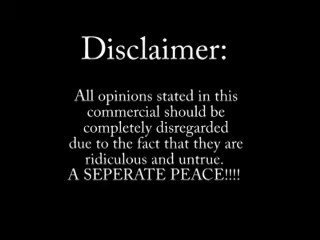 Disclaimer:
All opinions stated in this
commercial should be
completely disregarded
due to the fact that they are
ridiculous and untrue.
A SEPERATE PEACE!!!!